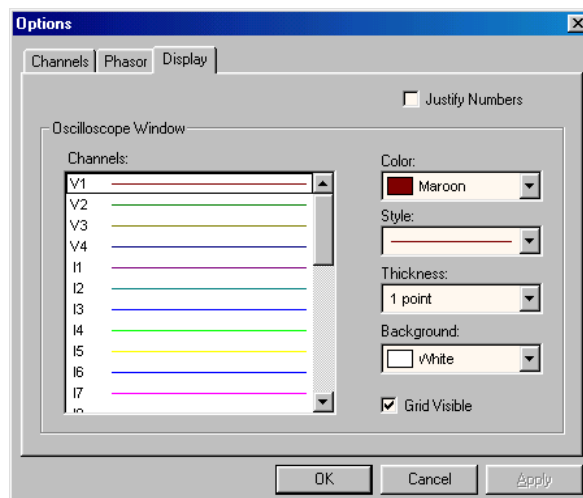 Options
Channels Phasor Display
Justify Numbers
Oscilloscope Window
Channels:
V1
V2
V3
V4
I1
I2
I3
I4
I5
I6
I7
Color:
Maroon
Style:
Thickness:
1 point
Background:
White
Grid Visible
OK Cancel Apply